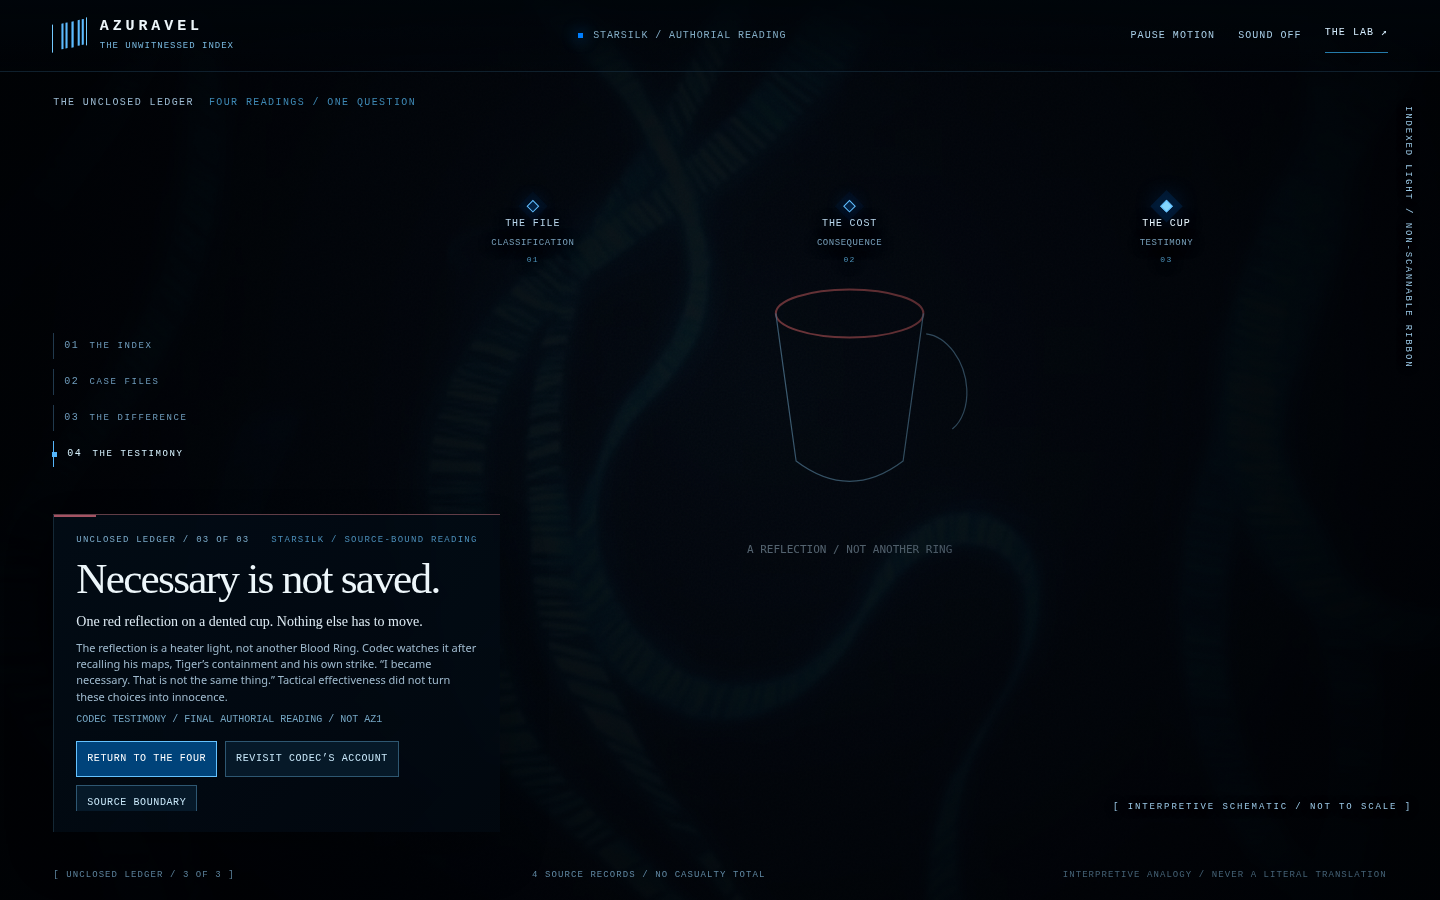 AZURAVEL
THE UNWITNESSED INDEX
STARSILK / AUTHORIAL READING
PAUSE MOTION
SOUND OFF
THE LAB ↗
THE UNCLOSED LEDGER
FOUR READINGS / ONE QUESTION
INDEXED LIGHT / NON-SCANNABLE RIBBON
THE FILE
CLASSIFICATION
01
THE COST
CONSEQUENCE
02
THE CUP
TESTIMONY
03
01 THE INDEX
02 CASE FILES
03 THE DIFFERENCE
04 THE TESTIMONY
A REFLECTION / NOT ANOTHER RING
UNCLOSED LEDGER / 03 OF 03
STARSILK / SOURCE-BOUND READING
Necessary is not saved.
One red reflection on a dented cup. Nothing else has to move.
The reflection is a heater light, not another Blood Ring. Codec watches it after
recalling his maps, Tiger’s containment and his own strike. “I became
necessary. That is not the same thing.” Tactical effectiveness did not turn
these choices into innocence.
CODEC TESTIMONY / FINAL AUTHORIAL READING / NOT AZ1
RETURN TO THE FOUR
REVISIT CODEC’S ACCOUNT
SOURCE BOUNDARY
[ INTERPRETIVE SCHEMATIC / NOT TO SCALE ]
[ UNCLOSED LEDGER / 3 OF 3 ]
4 SOURCE RECORDS / NO CASUALTY TOTAL
INTERPRETIVE ANALOGY / NEVER A LITERAL TRANSLATION